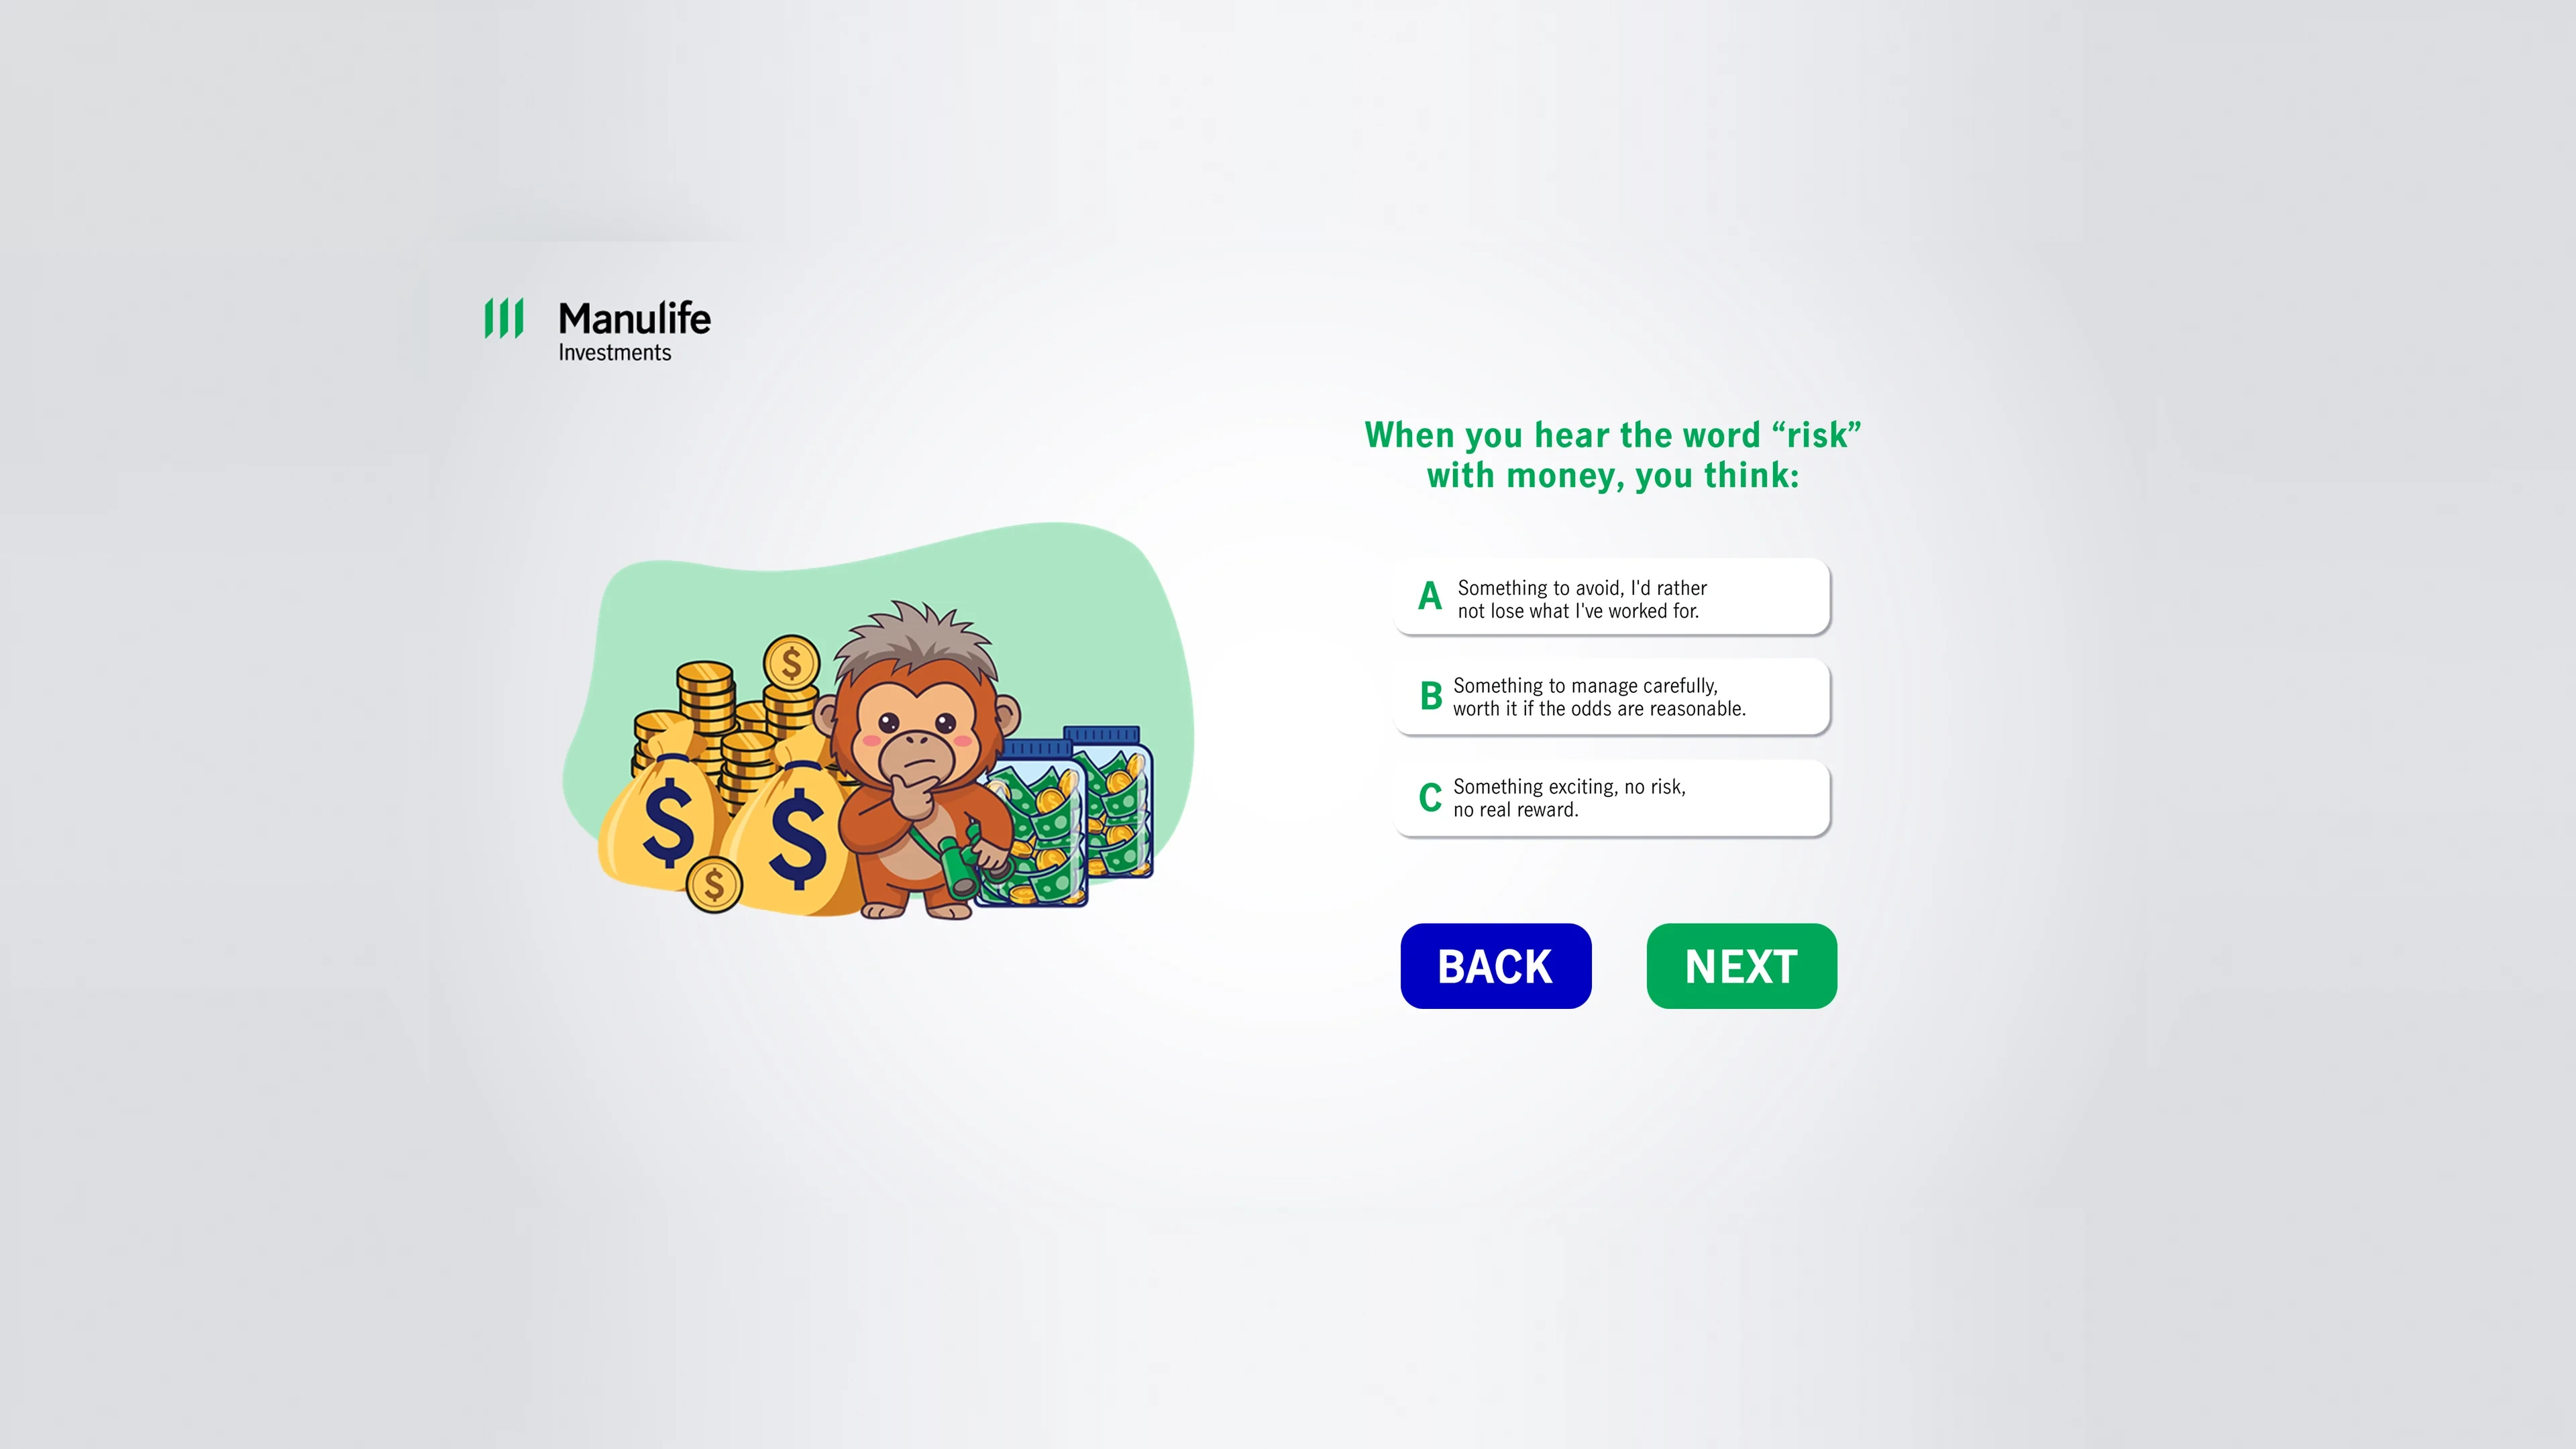 Manulife
Investments
When you hear the word “risk”
with money, you think:
A Something to avoid, I'd rather
not lose what I've worked for.
B Something to manage carefully,
worth it if the odds are reasonable.
C Something exciting, no risk,
no real reward.
$
$
$
$
BACK NEXT